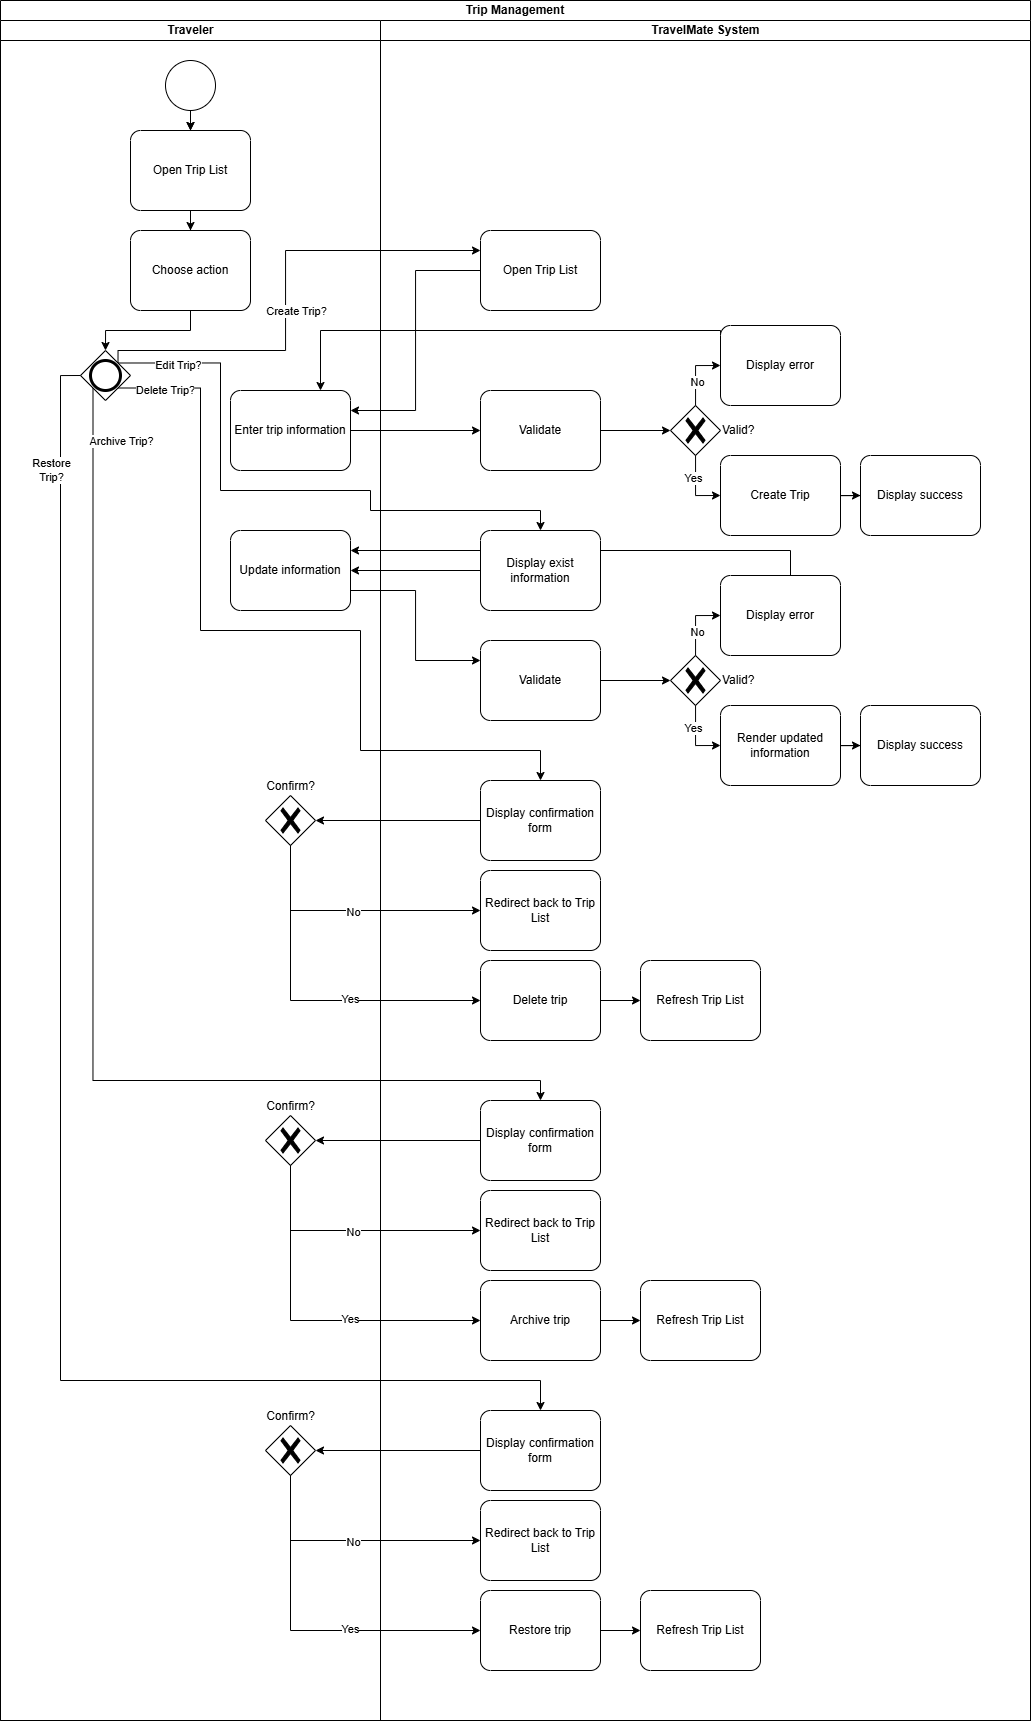 Trip Management
Traveler
TravelMate System
Open Trip List
Choose action
Open Trip List
Create Trip?
Edit Trip?
Delete Trip?
Archive Trip?
Restore
Trip?
Enter trip information
Validate
Display error
No
Valid?
Yes
Create Trip
Display success
Update information
Display exist
information
Display error
No
Validate
Valid?
Yes
Render updated
information
Display success
Confirm?
Display confirmation
form
Redirect back to Trip
List
No
Yes
Delete trip
Refresh Trip List
Confirm?
Display confirmation
form
Redirect back to Trip
List
No
Yes
Archive trip
Refresh Trip List
Confirm?
Display confirmation
form
Redirect back to Trip
List
No
Yes
Restore trip
Refresh Trip List